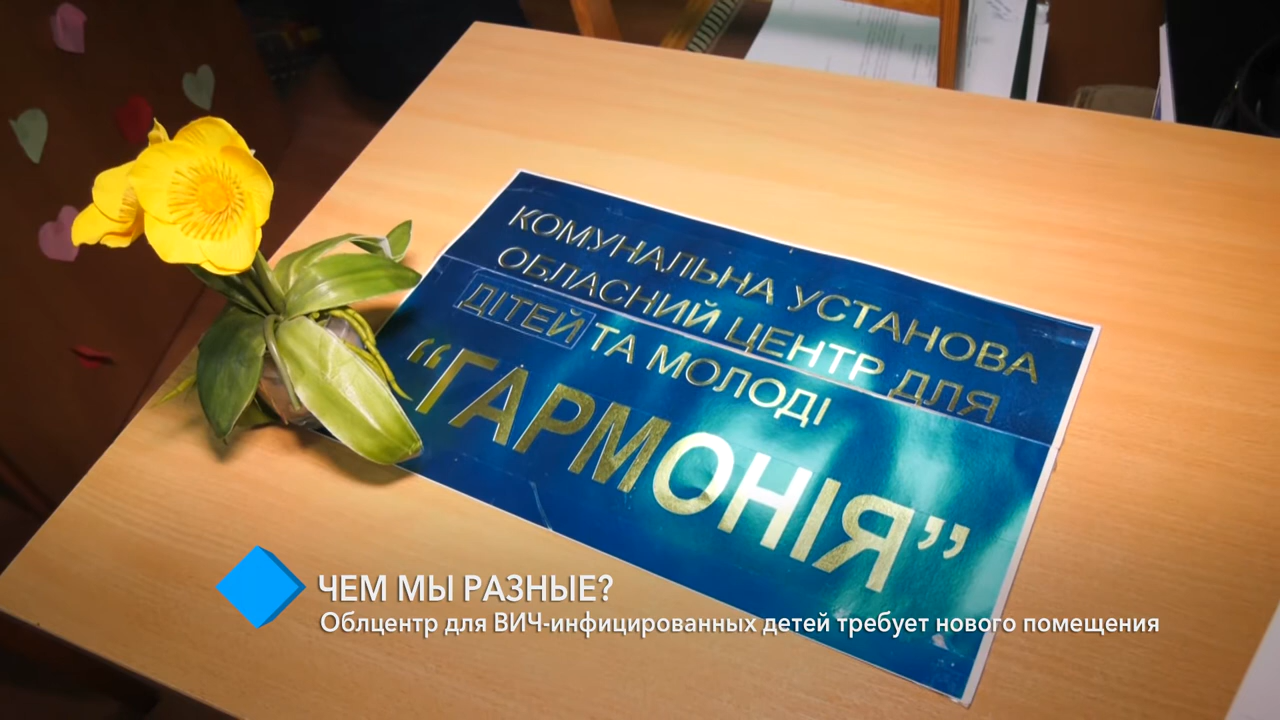 КОМУНАЛЬНА УСТАНОВА
ОБЛАСНИЙ ЦЕНТР ДЛЯ
ДІТЕЙ ТА МОЛОДІ
“ГАРМОНІЯ”
ЧЕМ МЫ РАЗНЫЕ?
Облцентр для ВИЧ-инфицированных детей требует нового помещения